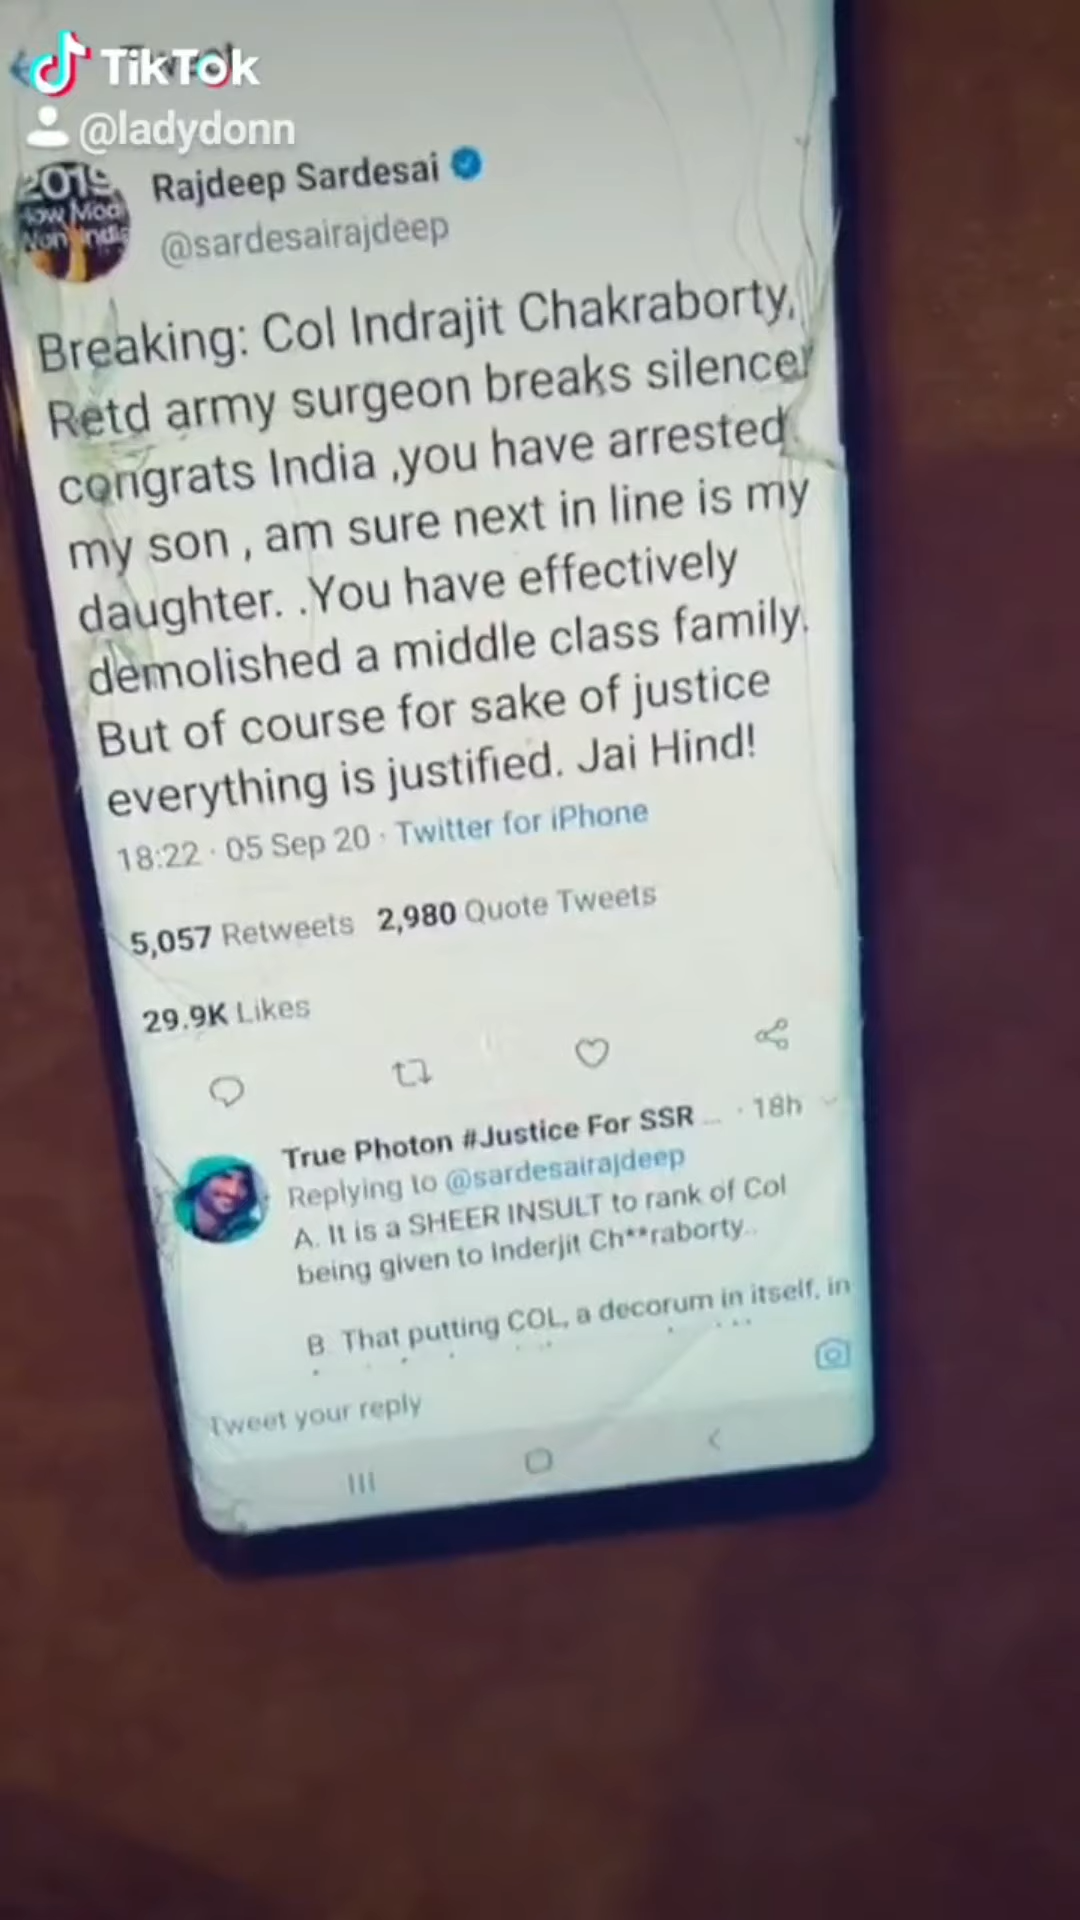 TikTok
@ladydonn
2019
How Modi
Won India
Rajdeep Sardesai
@sardesairajdeep
Breaking: Col Indrajit Chakraborty,
Retd army surgeon breaks silence
congrats India ,you have arrested
my son , am sure next in line is my
daughter. .You have effectively
demolished a middle class family.
But of course for sake of justice
everything is justified. Jai Hind!
18:22 · 05 Sep 20 · Twitter for iPhone
5,057 Retweets 2,980 Quote Tweets
29.9K Likes
True Photon #Justice For SSR ... · 18h
Replying to @sardesairajdeep
A. It is a SHEER INSULT to rank of Col
being given to Inderjit Ch**raborty..
B That putting COL, a decorum in itself, in
Tweet your reply